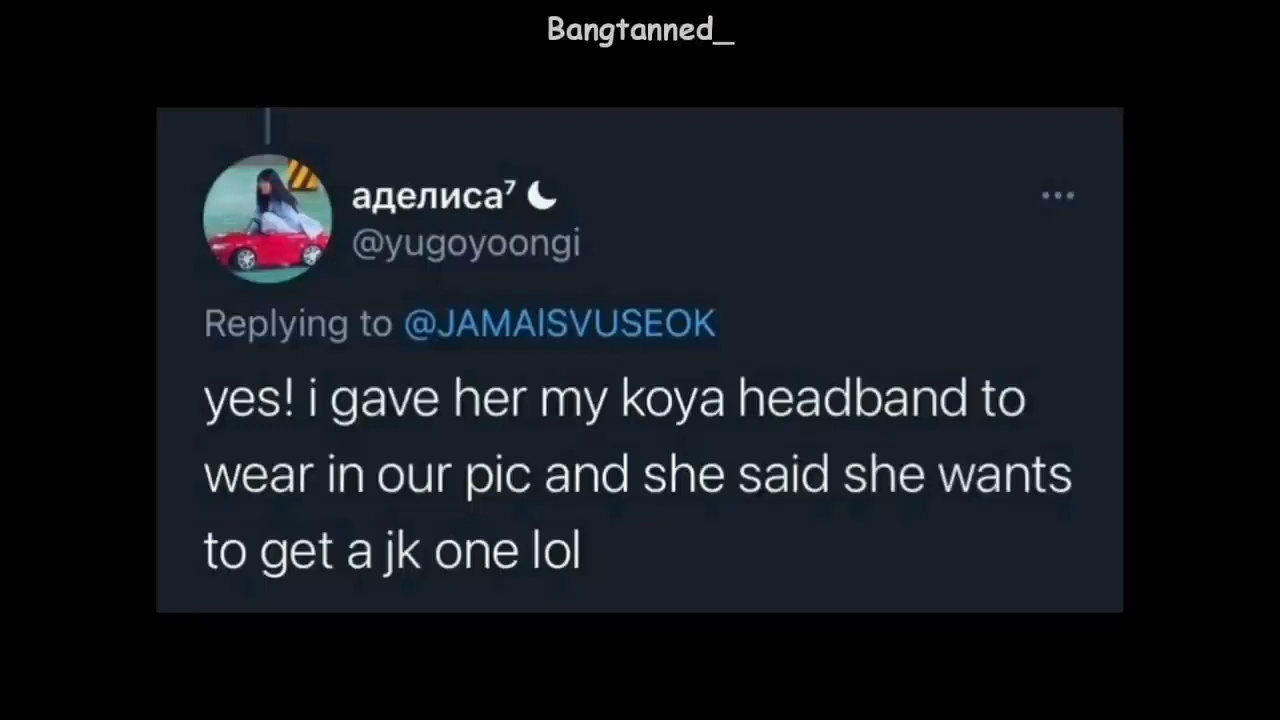 Bangtanned_
аделиса⁷
@yugoyoongi
Replying to @JAMAISVUSEOK
yes! i gave her my koya headband to
wear in our pic and she said she wants
to get a jk one lol